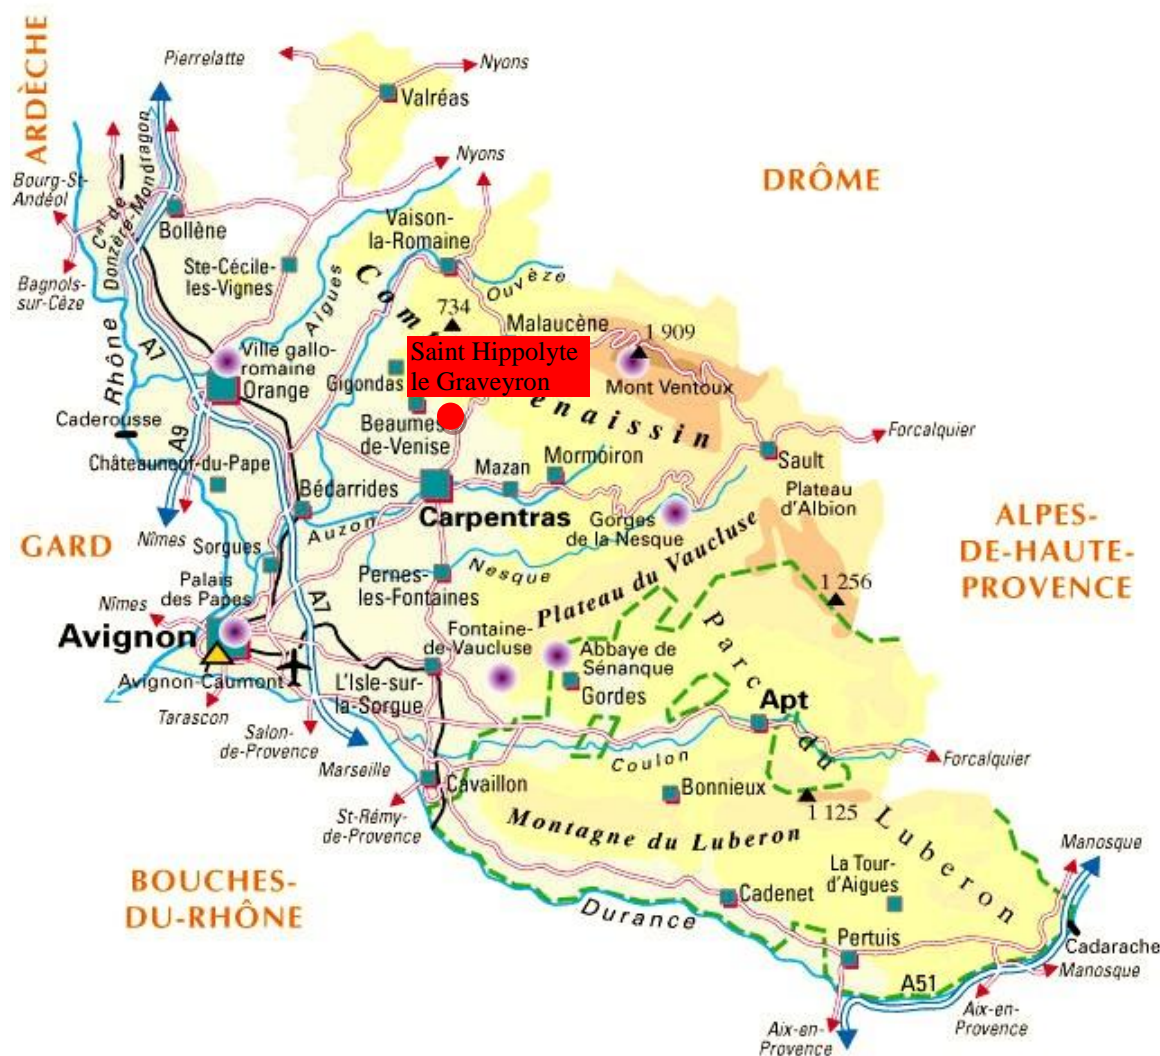 ARDÈCHE
Pierrelatte
Nyons
Valréas
Nyons
DRÔME
Bourg-St-
Andéol
Cal de
Donzère-Mondragon
Bollène
Vaison-
la-Romaine
Ste-Cécile-
les-Vignes
Aigues
Ouvèze
Bagnols-
sur-Cèze
Rhône
A7
734
Malaucène
1 909
Ville gallo-
romaine
Orange
Saint Hippolyte
le Graveyron
Gigondas
Mont Ventoux
Com
enaissin
Caderousse
A9
Beaumes
de-Venise
Forcalquier
Châteauneuf-du-Pape
Mazan
Mormoiron
Sault
Bédarrides
Plateau
d'Albion
Auzon
Carpentras
Gorges
de la Nesque
ALPES-
DE-HAUTE-
PROVENCE
GARD
Nîmes
Sorgues
Nesque
Plateau du Vaucluse
Palais
des Papes
Pernes-
les-Fontaines
1 256
Nîmes
A7
Avignon
Fontaine-
de-Vaucluse
Abbaye de
Sénanque
Gordes
Parc du Luberon
Avignon-Caumont
L'Isle-sur-
la-Sorgue
Apt
Tarascon
Salon-
de-Provence
Marseille
Coulon
Forcalquier
Cavaillon
Bonnieux
1 125
St-Rémy-
de-Provence
Montagne du Luberon
Manosque
BOUCHES-
DU-RHÔNE
La Tour-
d'Aigues
Cadenet
Durance
Pertuis
Cadarache
Manosque
A51
Aix-en-
Provence
Aix-en-
Provence